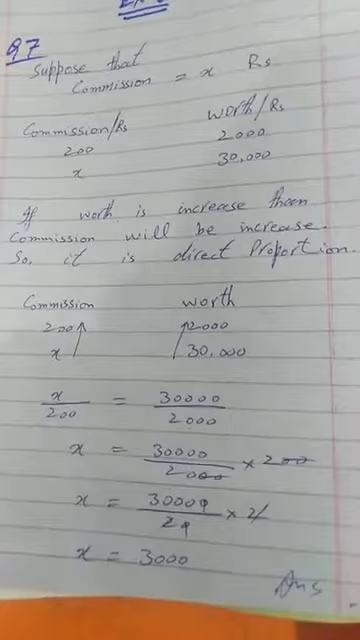 Q7
Suppose that
Commission = x Rs
Commission/Rs worth/Rs
200 2000
x 30,000
If worth is increase then
Commission will be increase.
So, it is direct Proportion.
Commission worth
200 2000
x 30,000
x/200 = 30000/2000
x = 30000/2000 × 200
x = 30000/20 × 2
x = 3000
Ans